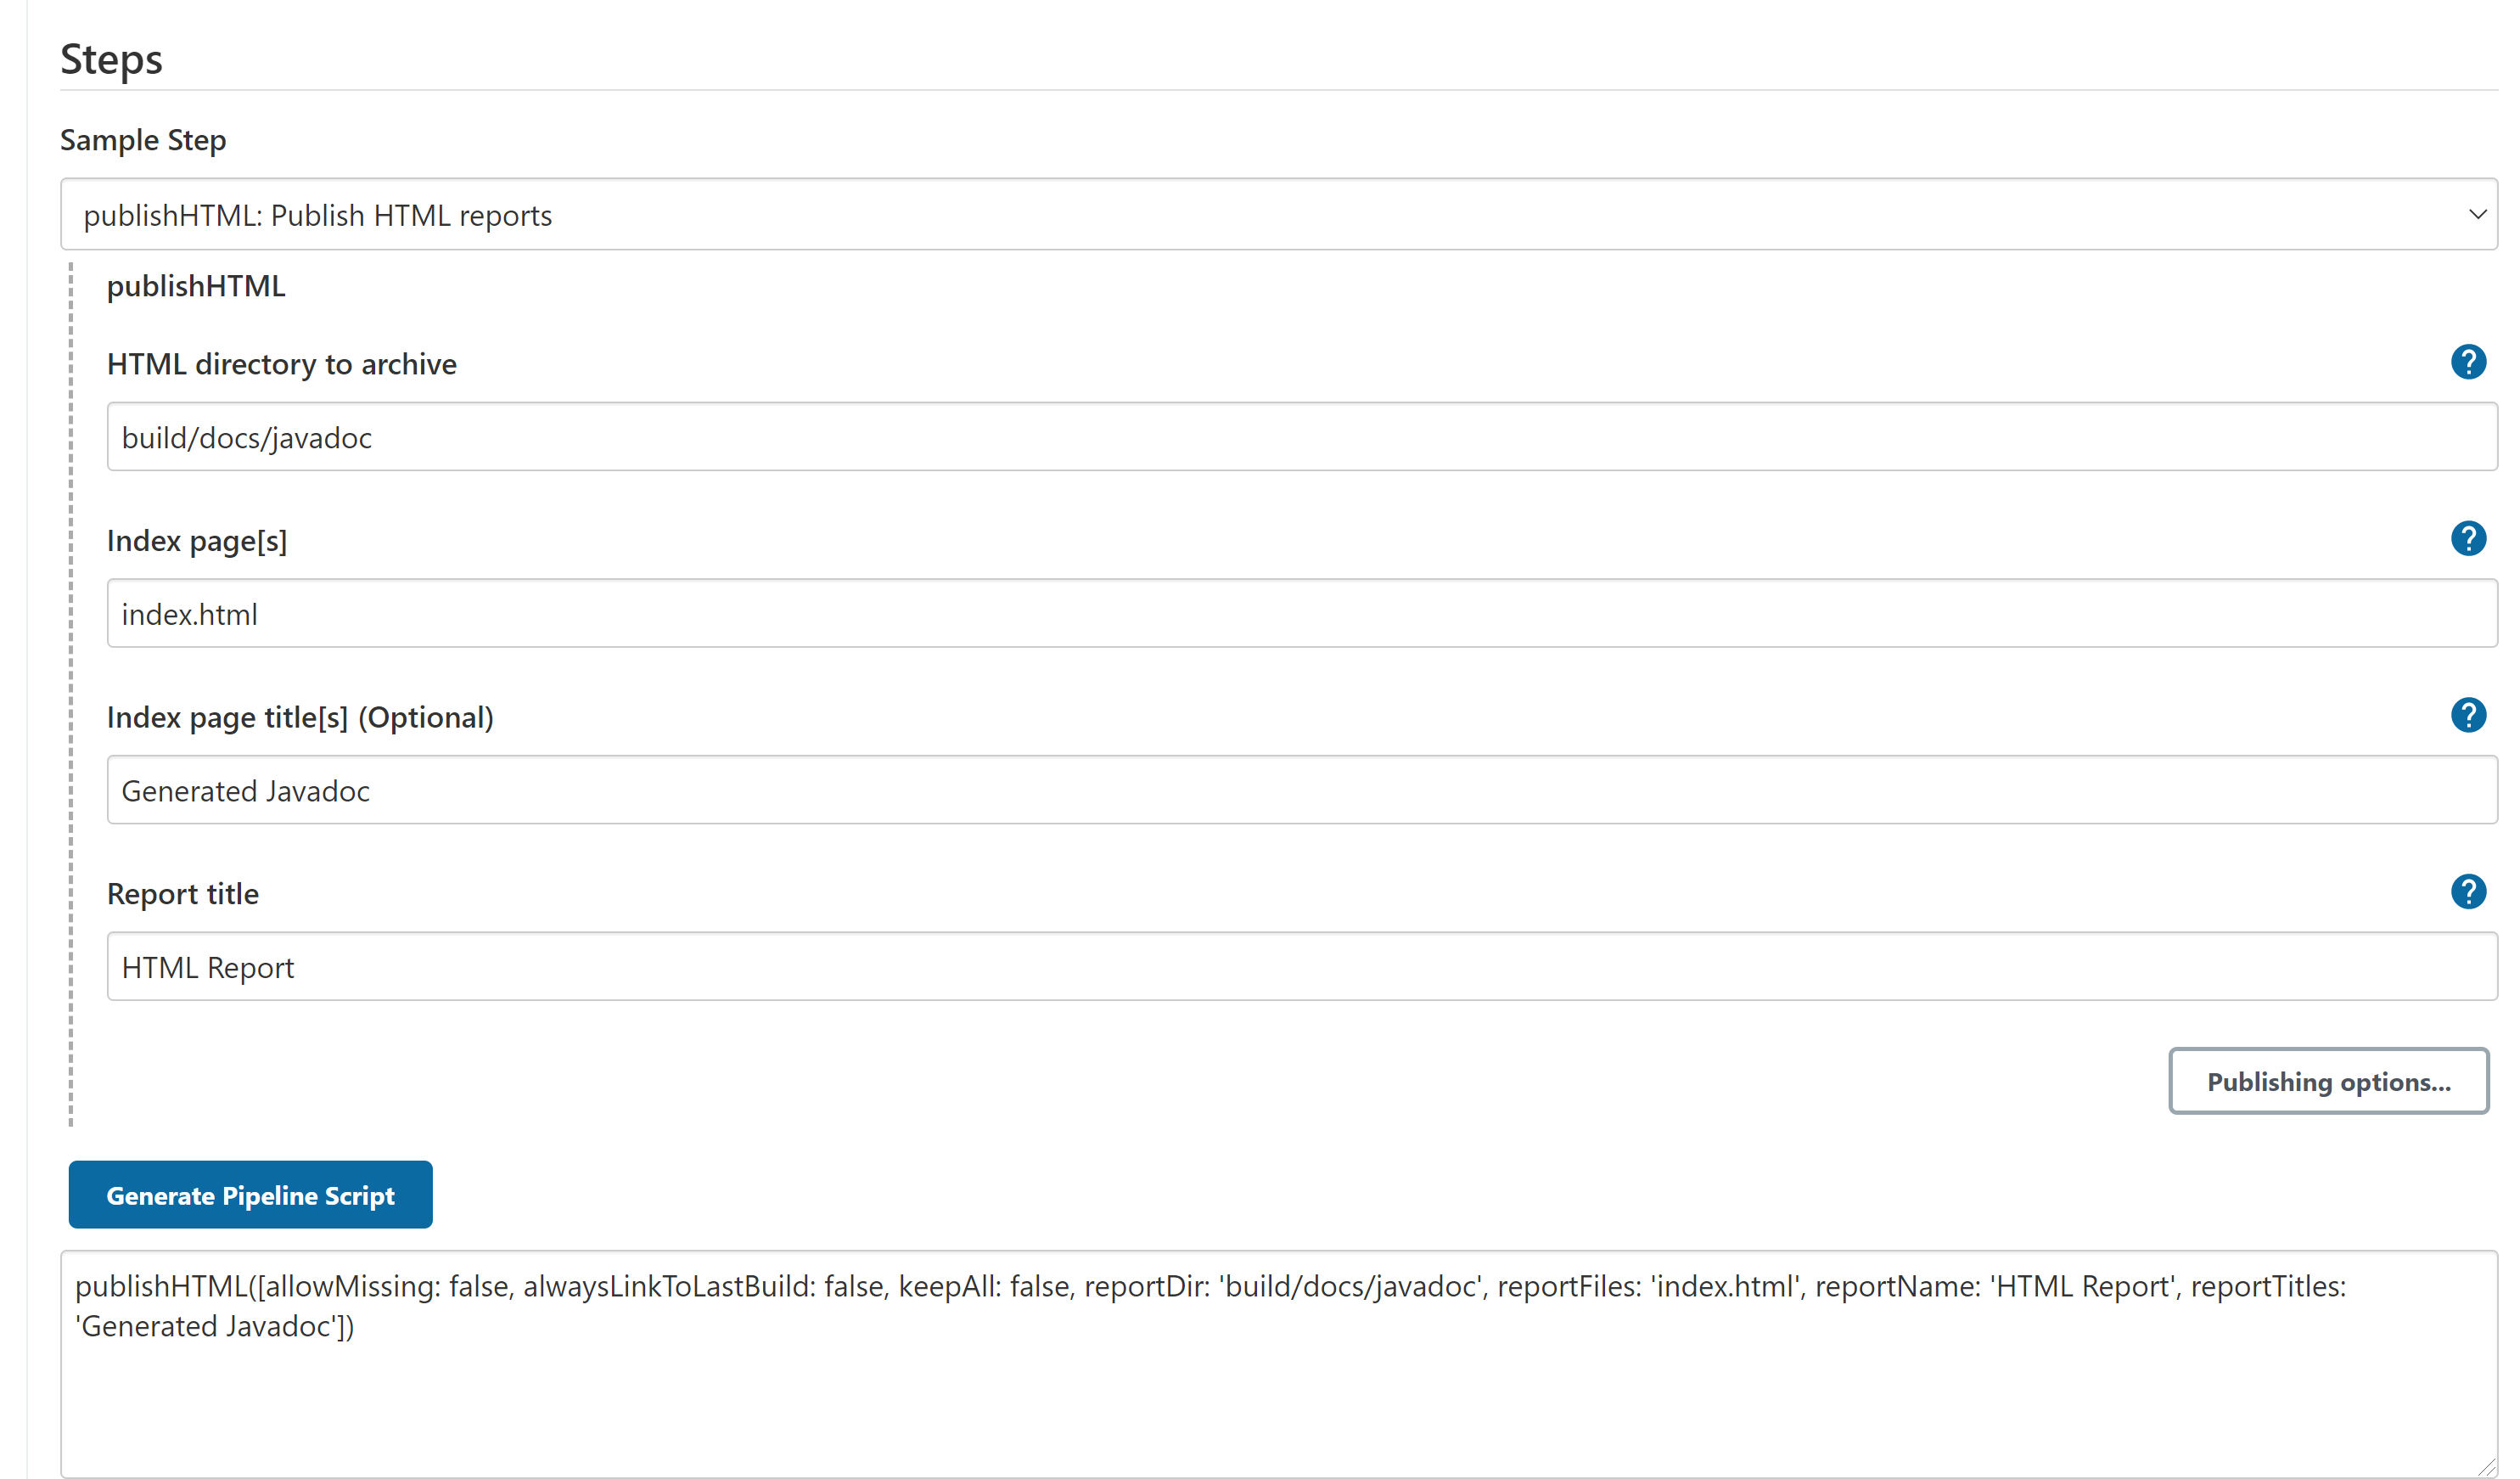 Steps
Sample Step
publishHTML: Publish HTML reports
publishHTML
HTML directory to archive
?
build/docs/javadoc
Index page[s]
?
index.html
Index page title[s] (Optional)
?
Generated Javadoc
Report title
?
HTML Report
Publishing options...
Generate Pipeline Script
publishHTML([allowMissing: false, alwaysLinkToLastBuild: false, keepAll: false, reportDir: 'build/docs/javadoc', reportFiles: 'index.html', reportName: 'HTML Report', reportTitles:
'Generated Javadoc'])